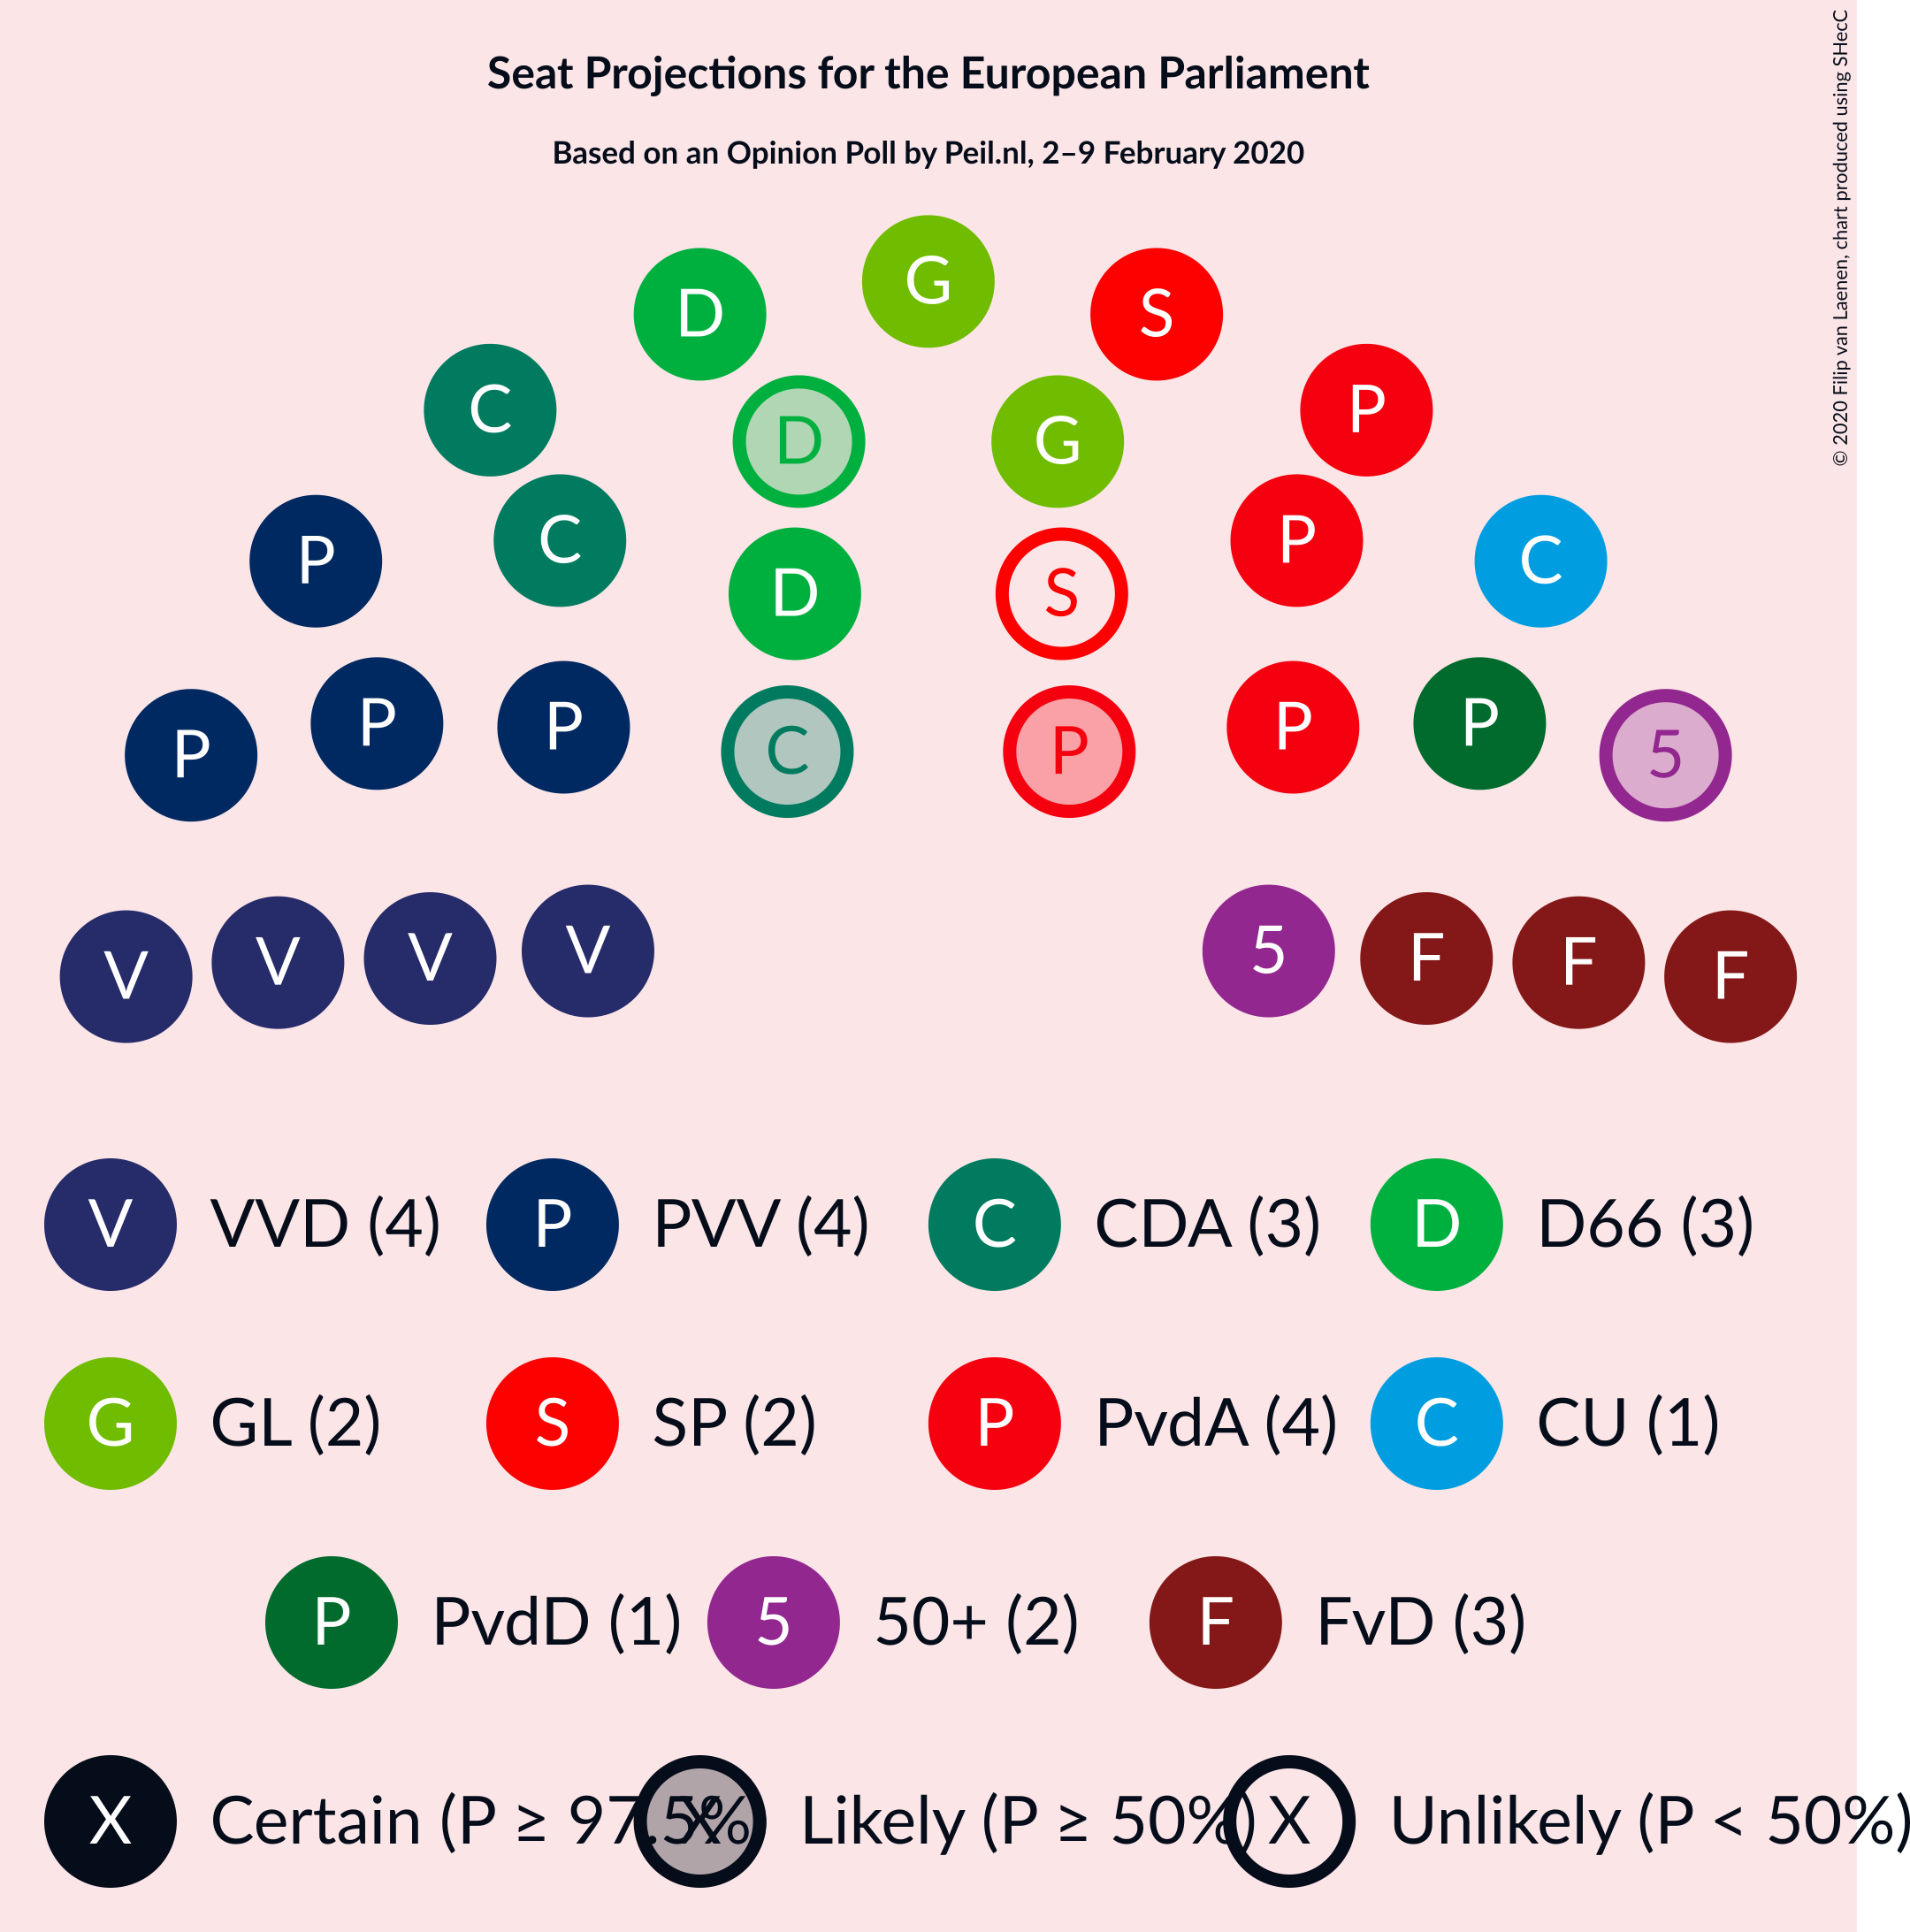 Seat Projections for the European Parliament
Based on an Opinion Poll by Peil.nl, 2–9 February 2020
© 2020 Filip van Laenen, chart produced using SHecC
G
D S
C P
D G
P C C
P
D S
P P P P P
C P 5
V V V V 5 F F F
V VVD (4) P PVV (4) C CDA (3) D D66 (3)
G GL (2) S SP (2) P PvdA (4) C CU (1)
P PvdD (1) 5 50+ (2) F FvD (3)
X Certain (P ≥ 97.5% X Likely (P ≥ 50%) X Unlikely (P < 50%)